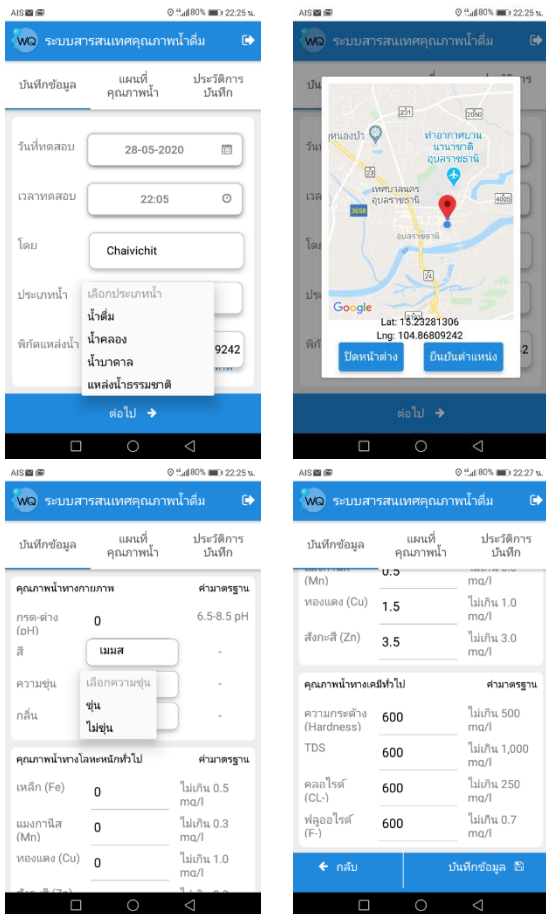 AIS 80% 22:25 น.
WQ ระบบสารสนเทศคุณภาพน้ำดื่ม
บันทึกข้อมูล
แผนที่
คุณภาพน้ำ
ประวัติการ
บันทึก
วันที่ทดสอบ
28-05-2020
เวลาทดสอบ
22:05
โดย
Chaivichit
ประเภทน้ำ
เลือกประเภทน้ำ
น้ำดื่ม
น้ำคลอง
น้ำบาดาล
แหล่งน้ำธรรมชาติ
พิกัดแหล่งน้ำ
9242
ต่อไป
AIS 80% 22:25 น.
WQ ระบบสารสนเทศคุณภาพน้ำดื่ม
231
2050
หนองบัว
ท่าอากาศยาน
นานาชาติ
อุบลราชธานี
23
เทศบาลนคร
อุบลราชธานี
3058
4005
อุบลราชธานี
24
Google
Lat: 15.23281306
Lng: 104.86809242
ปิดหน้าต่าง
ยืนยันตำแหน่ง
ต่อไป
AIS 80% 22:25 น.
WQ ระบบสารสนเทศคุณภาพน้ำดื่ม
บันทึกข้อมูล
แผนที่
คุณภาพน้ำ
ประวัติการ
บันทึก
คุณภาพน้ำทางกายภาพ ค่ามาตรฐาน
กรด-ด่าง
(pH)
0
6.5-8.5 pH
สี
เมมส
-
ความขุ่น
เลือกความขุ่น
-
ขุ่น
ไม่ขุ่น
กลิ่น
-
คุณภาพน้ำทางโลหะหนักทั่วไป ค่ามาตรฐาน
เหล็ก (Fe)
0
ไม่เกิน 0.5
mg/l
แมงกานีส
(Mn)
0
ไม่เกิน 0.3
mg/l
ทองแดง (Cu)
0
ไม่เกิน 1.0
mg/l
AIS 80% 22:27 น.
WQ ระบบสารสนเทศคุณภาพน้ำดื่ม
บันทึกข้อมูล
แผนที่
คุณภาพน้ำ
ประวัติการ
บันทึก
(Mn)
0.5
mg/l
ทองแดง (Cu)
1.5
ไม่เกิน 1.0
mg/l
สังกะสี (Zn)
3.5
ไม่เกิน 3.0
mg/l
คุณภาพน้ำทางเคมีทั่วไป ค่ามาตรฐาน
ความกระด้าง
(Hardness)
600
ไม่เกิน 500
mg/l
TDS
600
ไม่เกิน 1,000
mg/l
คลอไรด์
(CL-)
600
ไม่เกิน 250
mg/l
ฟลูออไรด์
(F-)
600
ไม่เกิน 0.7
mg/l
กลับ
บันทึกข้อมูล